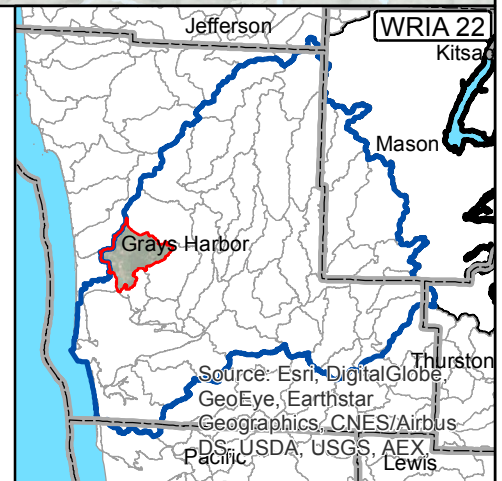 Jefferson
WRIA 22
Kitsap
Mason
Grays Harbor
Thurston
Source: Esri, DigitalGlobe,
GeoEye, Earthstar
Geographics, CNES/Airbus
DS, USDA, USGS, AEX,
Pacific
Lewis